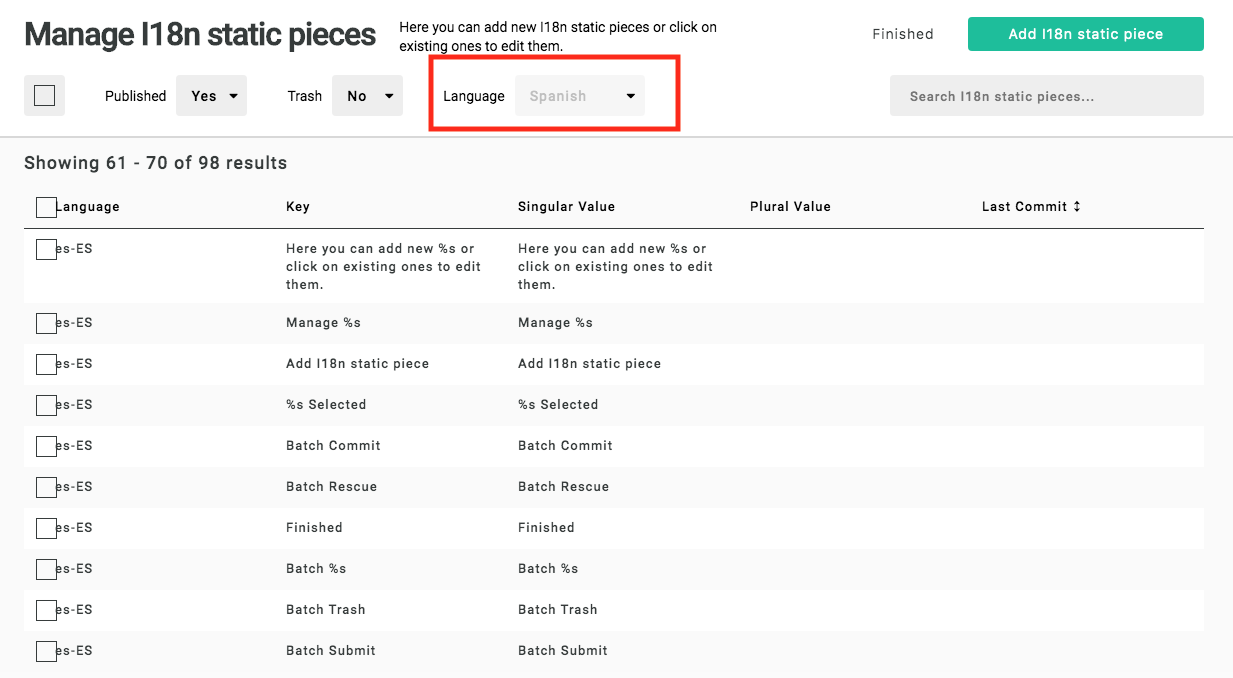 Manage I18n static pieces
Here you can add new I18n static pieces or click on
existing ones to edit them.
Finished
Add I18n static piece
Published
Yes
Trash
No
Language
Spanish
Search I18n static pieces...
Showing 61 - 70 of 98 results
Language Key Singular Value Plural Value Last Commit
es-ES
Here you can add new %s or
click on existing ones to edit
them.
Here you can add new %s or
click on existing ones to edit
them.
es-ES Manage %s Manage %s
es-ES Add I18n static piece Add I18n static piece
es-ES %s Selected %s Selected
es-ES Batch Commit Batch Commit
es-ES Batch Rescue Batch Rescue
es-ES Finished Finished
es-ES Batch %s Batch %s
es-ES Batch Trash Batch Trash
es-ES Batch Submit Batch Submit